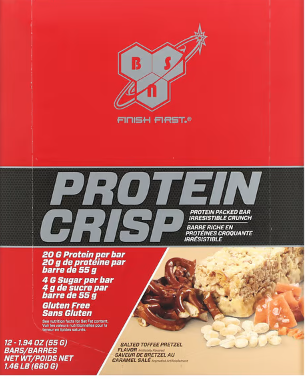 B S
N
FINISH FIRST.®
PROTEIN
CRISP
PROTEIN PACKED BAR
IRRESISTIBLE CRUNCH
BARRE RICHE EN
PROTÉINES CROQUANTE
IRRÉSISTIBLE
20 G Protein per bar
20 g de protéine par
barre de 55 g
4 G Sugar per bar
4 g de sucre par
barre de 55 g
Gluten Free
Sans Gluten
12 - 1.94 OZ (55 G)
BARS/BARRES
NET WT/POIDS NET
1.46 LB (660 G)
SALTED TOFFEE PRETZEL
FLAVOR
SAVEUR DE BRETZEL AU
CARAMEL SALÉ